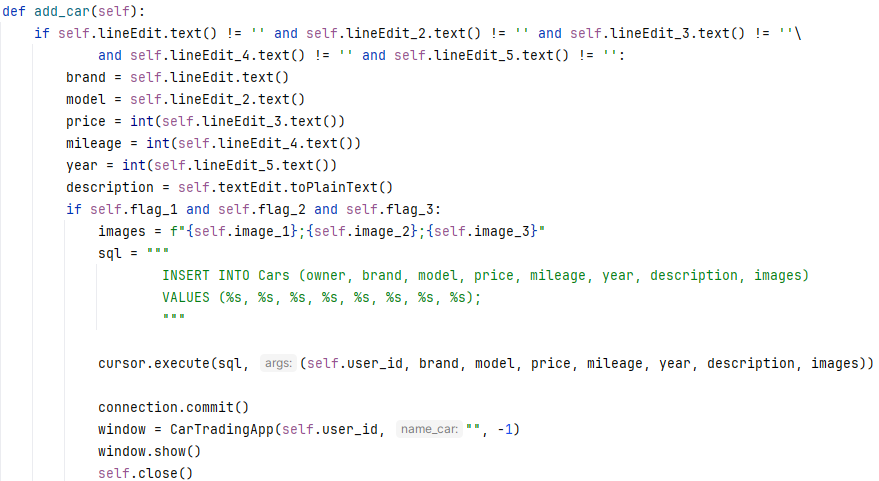 def add_car(self):
    if self.lineEdit.text() != '' and self.lineEdit_2.text() != '' and self.lineEdit_3.text() != ''\
            and self.lineEdit_4.text() != '' and self.lineEdit_5.text() != '':
        brand = self.lineEdit.text()
        model = self.lineEdit_2.text()
        price = int(self.lineEdit_3.text())
        mileage = int(self.lineEdit_4.text())
        year = int(self.lineEdit_5.text())
        description = self.textEdit.toPlainText()
        if self.flag_1 and self.flag_2 and self.flag_3:
            images = f"{self.image_1};{self.image_2};{self.image_3}"
            sql = """
                    INSERT INTO Cars (owner, brand, model, price, mileage, year, description, images)
                    VALUES (%s, %s, %s, %s, %s, %s, %s, %s);
                    """
            cursor.execute(sql, args: (self.user_id, brand, model, price, mileage, year, description, images))
            connection.commit()
            window = CarTradingApp(self.user_id, name_car: "", -1)
            window.show()
            self.close()